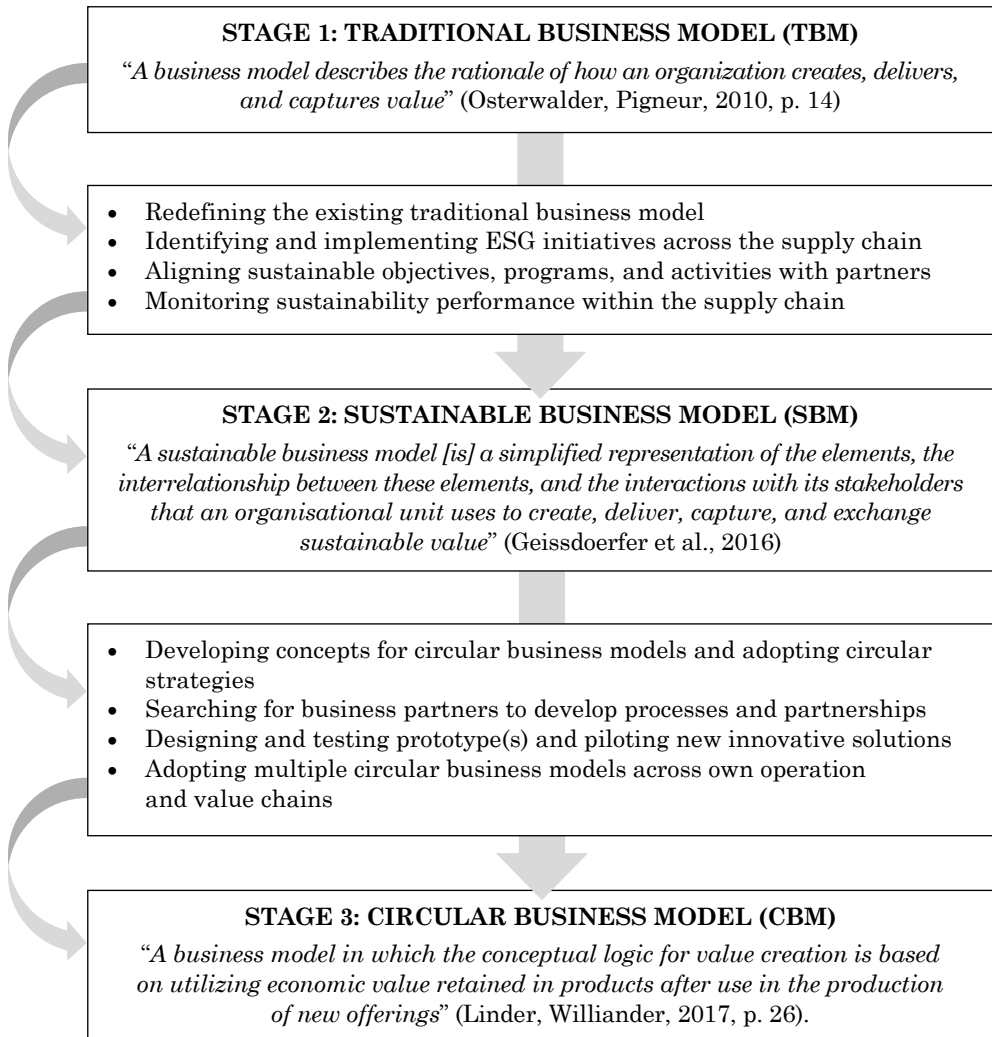 STAGE 1: TRADITIONAL BUSINESS MODEL (TBM)
“A business model describes the rationale of how an organization creates, delivers,
and captures value” (Osterwalder, Pigneur, 2010, p. 14)
• Redefining the existing traditional business model
• Identifying and implementing ESG initiatives across the supply chain
• Aligning sustainable objectives, programs, and activities with partners
• Monitoring sustainability performance within the supply chain
STAGE 2: SUSTAINABLE BUSINESS MODEL (SBM)
“A sustainable business model [is] a simplified representation of the elements, the
interrelationship between these elements, and the interactions with its stakeholders
that an organisational unit uses to create, deliver, capture, and exchange
sustainable value” (Geissdoerfer et al., 2016)
• Developing concepts for circular business models and adopting circular
strategies
• Searching for business partners to develop processes and partnerships
• Designing and testing prototype(s) and piloting new innovative solutions
• Adopting multiple circular business models across own operation
and value chains
STAGE 3: CIRCULAR BUSINESS MODEL (CBM)
“A business model in which the conceptual logic for value creation is based
on utilizing economic value retained in products after use in the production
of new offerings” (Linder, Williander, 2017, p. 26).